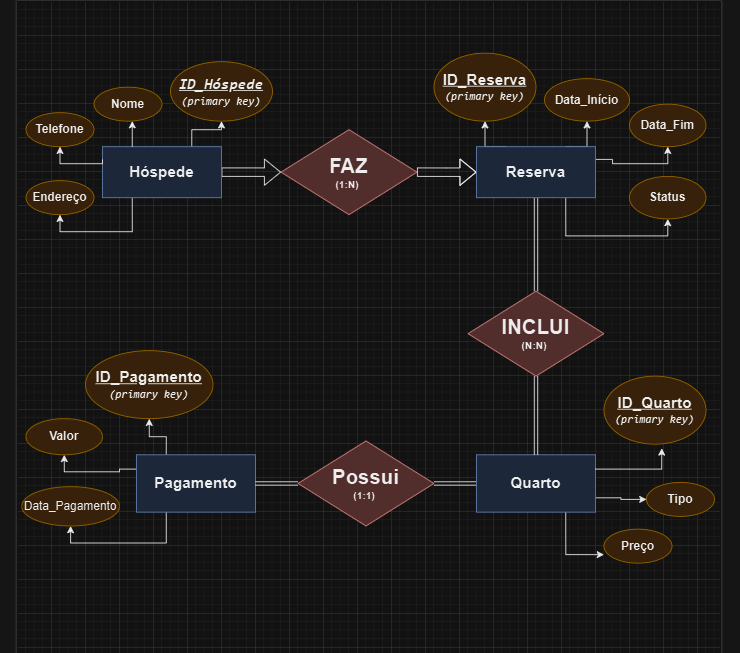 ID_Hóspede
(primary key)
Nome
Telefone
Hóspede
Endereço
FAZ
(1:N)
ID_Reserva
(primary key)
Data_Início
Data_Fim
Reserva
Status
INCLUI
(N:N)
ID_Pagamento
(primary key)
Valor
Pagamento
Data_Pagamento
Possui
(1:1)
ID_Quarto
(primary key)
Quarto
Tipo
Preço